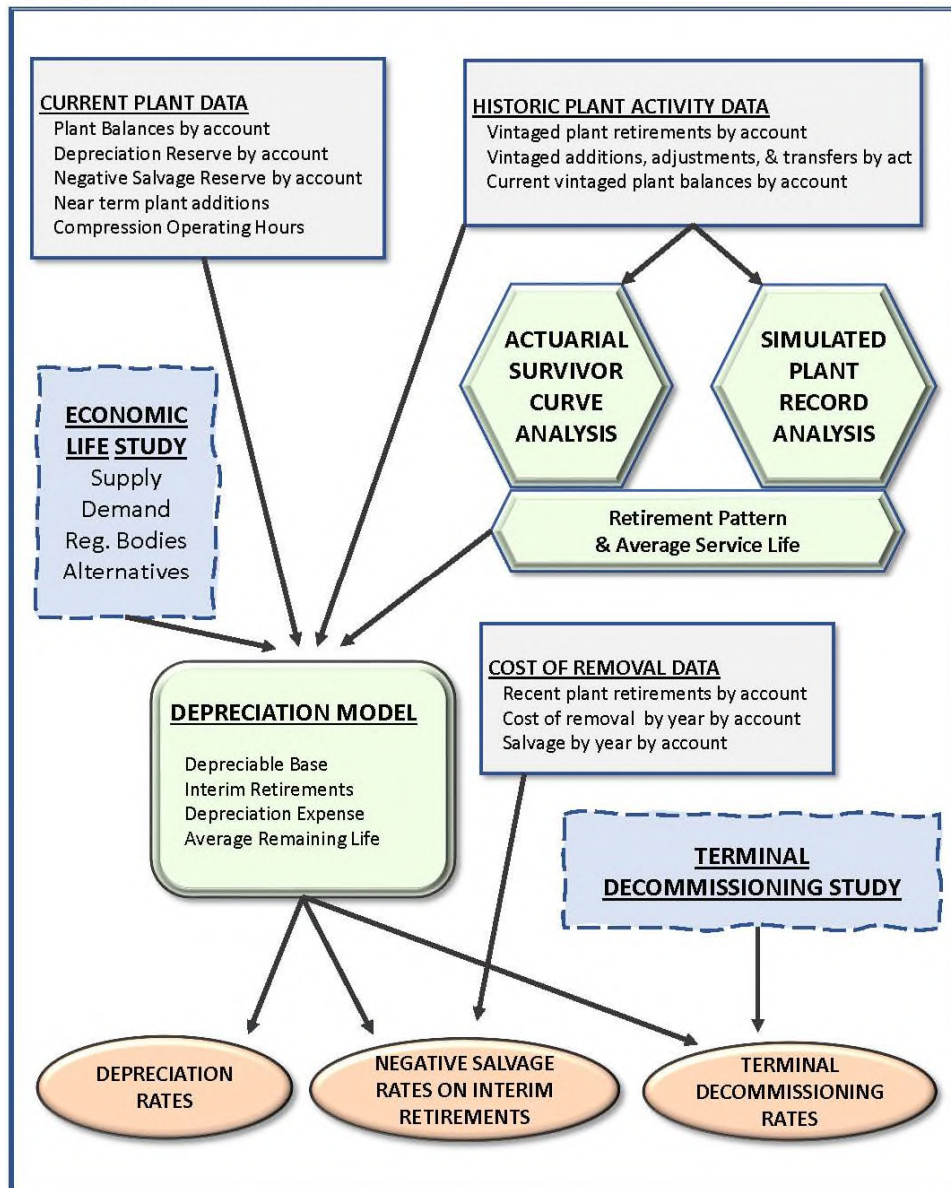 CURRENT PLANT DATA
Plant Balances by account
Depreciation Reserve by account
Negative Salvage Reserve by account
Near term plant additions
Compression Operating Hours
HISTORIC PLANT ACTIVITY DATA
Vintaged plant retirements by account
Vintaged additions, adjustments, & transfers by act
Current vintaged plant balances by account
ACTUARIAL
SURVIVOR
CURVE
ANALYSIS
SIMULATED
PLANT
RECORD
ANALYSIS
ECONOMIC
LIFE STUDY
Supply
Demand
Reg. Bodies
Alternatives
Retirement Pattern
& Average Service Life
DEPRECIATION MODEL
Depreciable Base
Interim Retirements
Depreciation Expense
Average Remaining Life
COST OF REMOVAL DATA
Recent plant retirements by account
Cost of removal by year by account
Salvage by year by account
TERMINAL
DECOMMISSIONING STUDY
DEPRECIATION
RATES
NEGATIVE SALVAGE
RATES ON INTERIM
RETIREMENTS
TERMINAL
DECOMMISSIONING
RATES